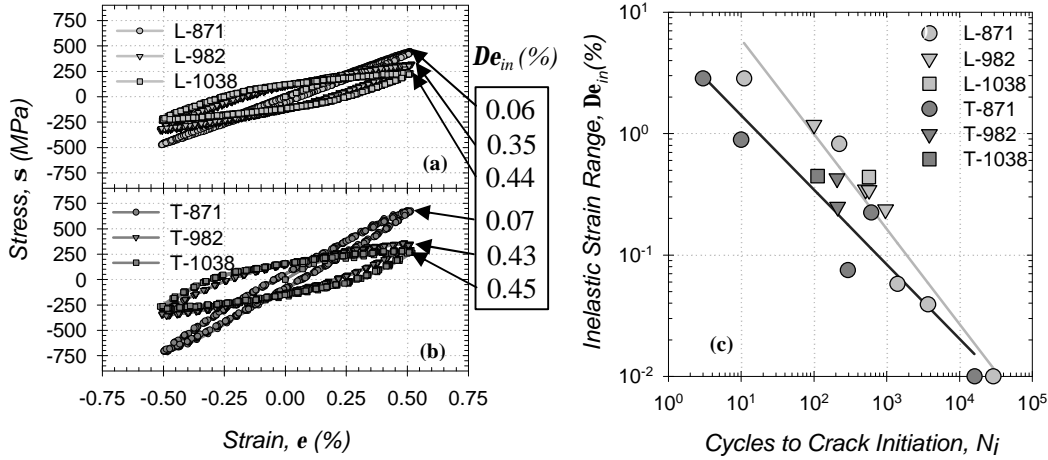 750
500
250
0
-250
-500
-750
L-871
L-982
L-1038
(a)
Stress, s (MPa)
750
500
250
0
-250
-500
-750
T-871
T-982
T-1038
(b)
-0.75 -0.50 -0.25 0.00 0.25 0.50 0.75
Strain, e (%)
De in (%)
0.06
0.35
0.44
0.07
0.43
0.45
Inelastic Strain Range, De in (%)
10^1
10^0
10^-1
10^-2
L-871
L-982
L-1038
T-871
T-982
T-1038
(c)
10^0 10^1 10^2 10^3 10^4 10^5
Cycles to Crack Initiation, N i